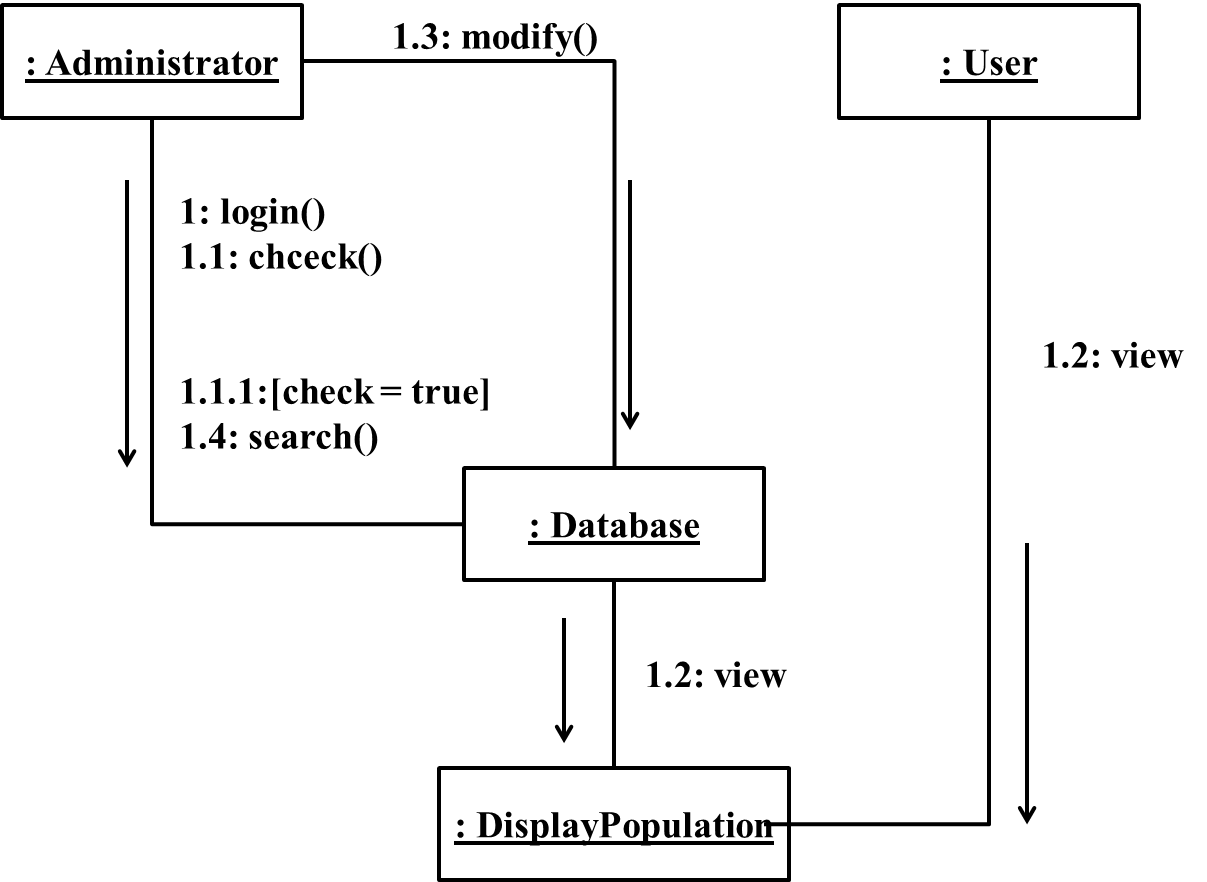 : Administrator
1.3: modify()
: User
1: login()
1.1: chceck()
1.2: view
1.1.1:[check = true]
1.4: search()
: Database
1.2: view
: DisplayPopulation